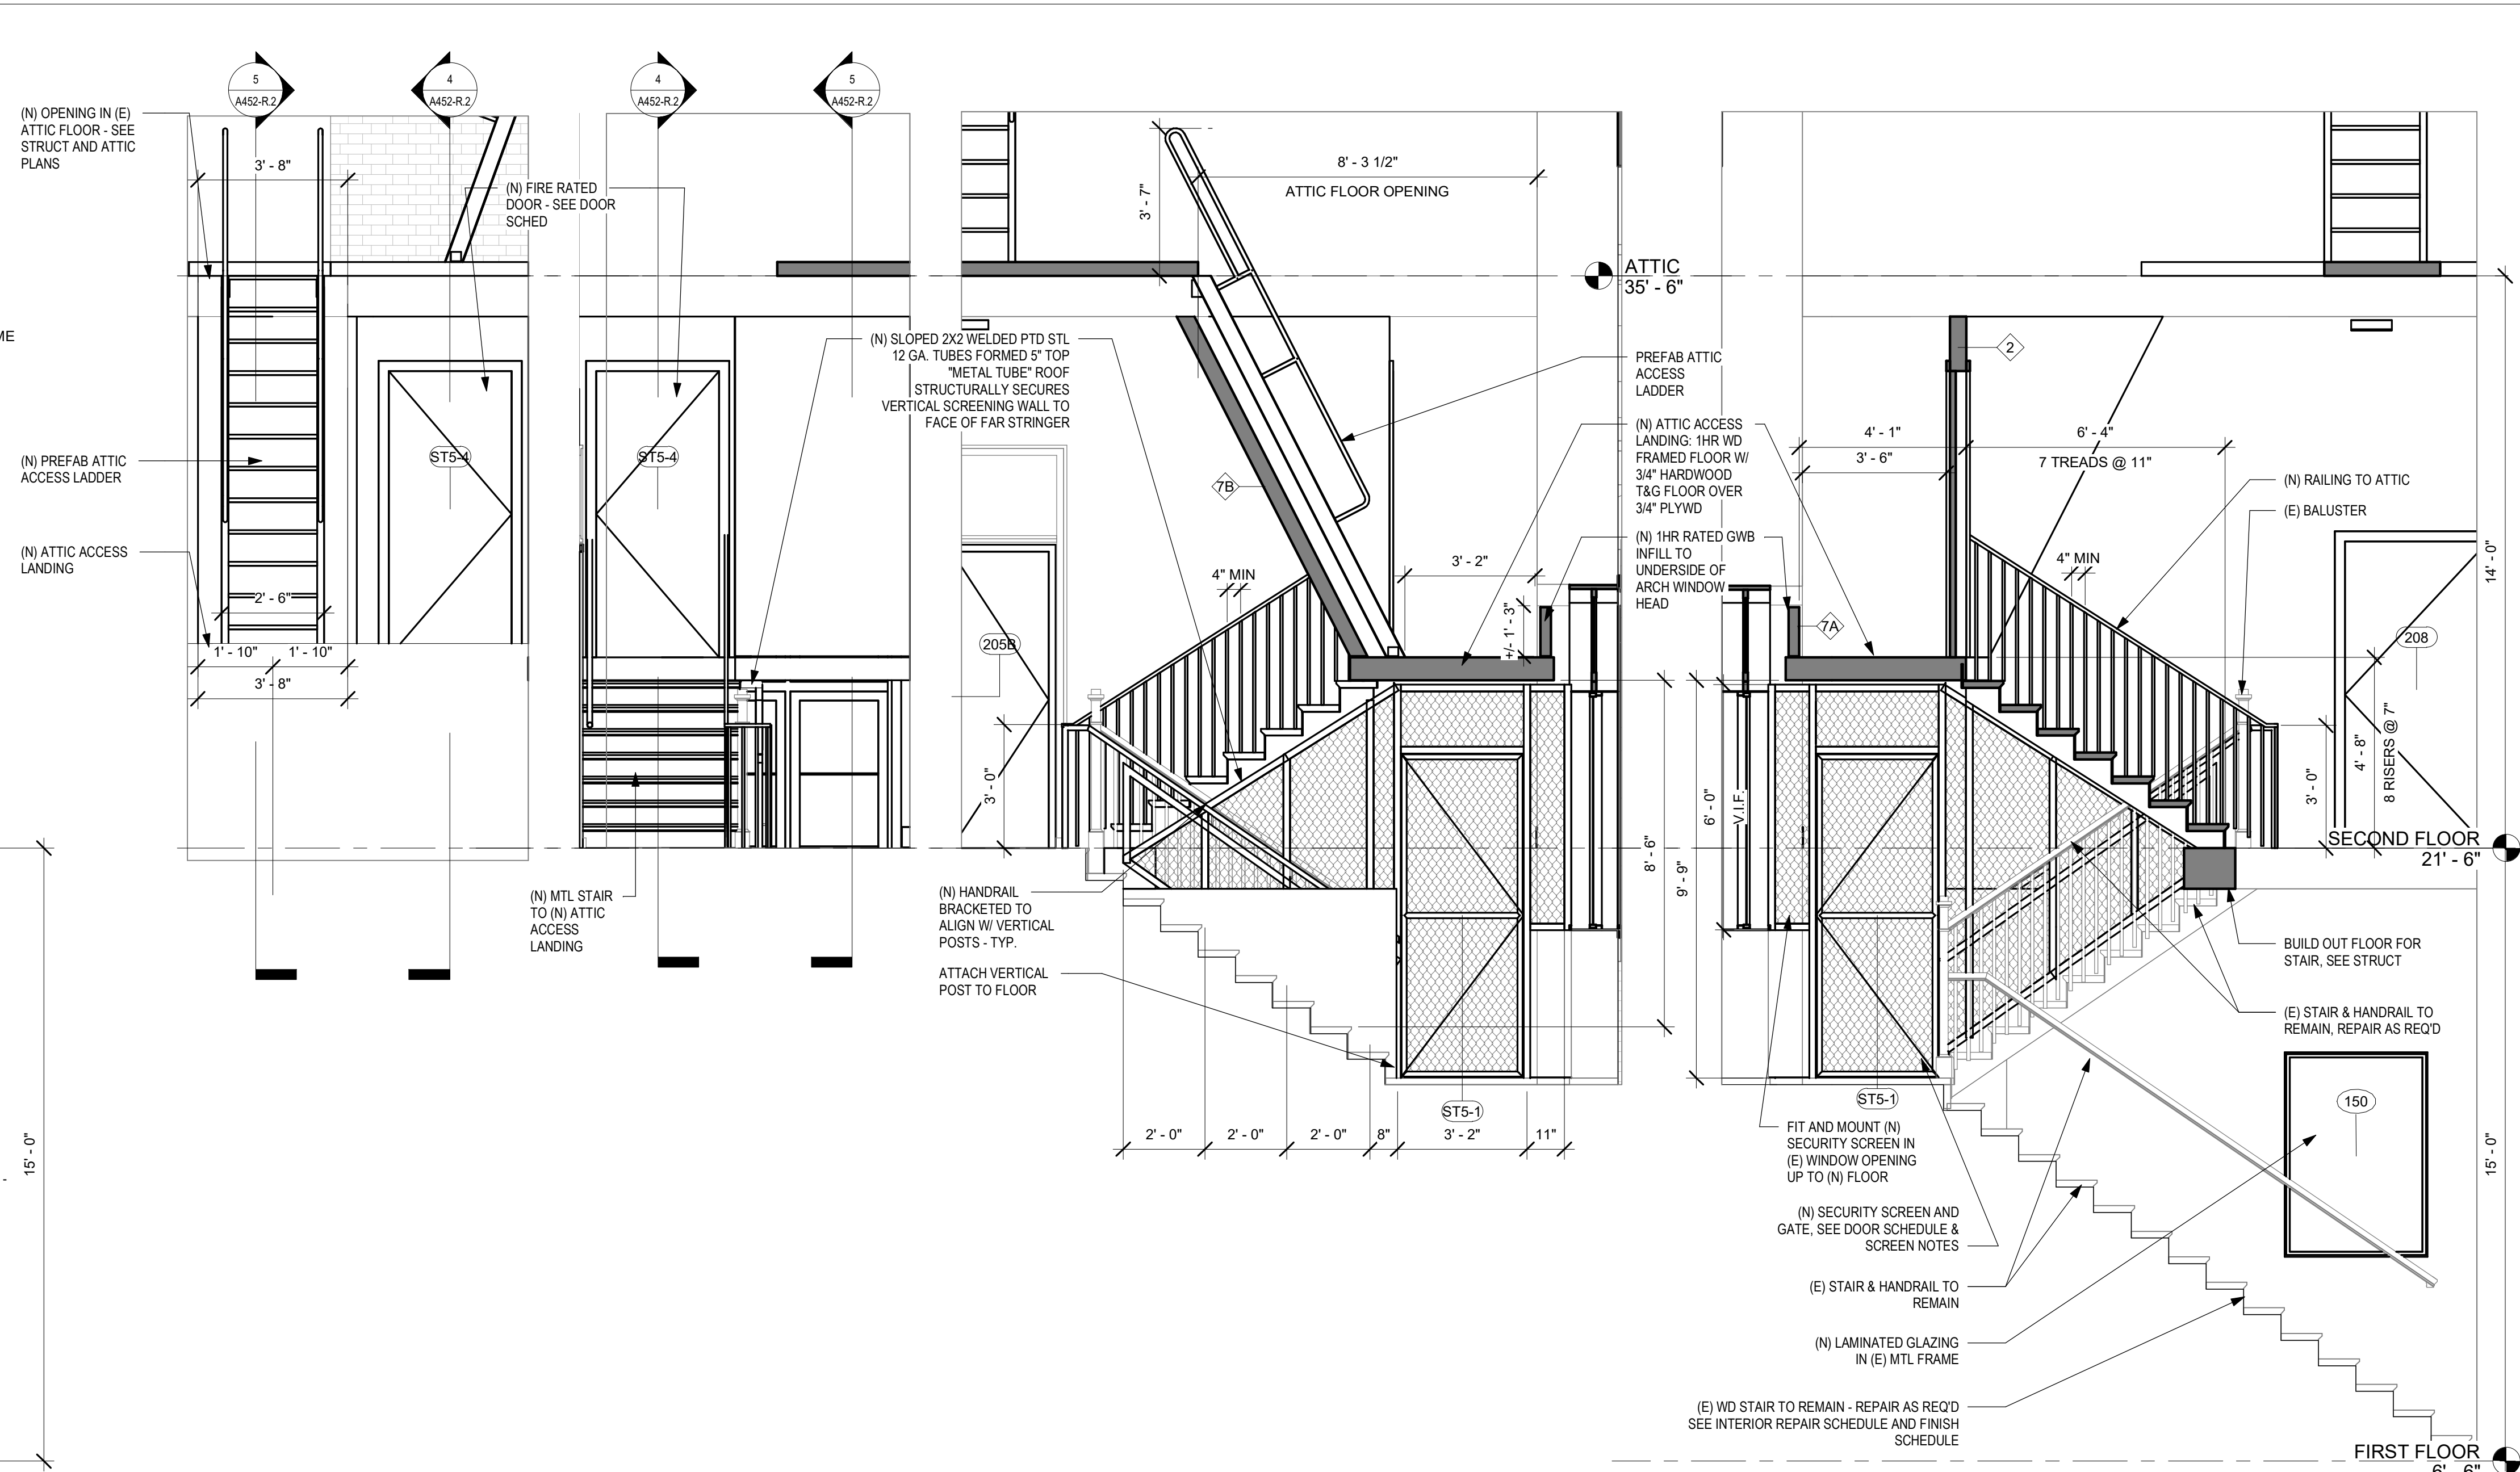 5
A452-R.2
4
A452-R.2
4
A452-R.2
5
A452-R.2
(N) OPENING IN (E)
ATTIC FLOOR - SEE
STRUCT AND ATTIC
PLANS
3' - 8"
(N) FIRE RATED
DOOR - SEE DOOR
SCHED
ME
(N) PREFAB ATTIC
ACCESS LADDER
ST5-4
ST5-4
(N) ATTIC ACCESS
LANDING
2' - 6"
1' - 10"
1' - 10"
3' - 8"
15' - 0"
(N) MTL STAIR
TO (N) ATTIC
ACCESS
LANDING
(N) SLOPED 2X2 WELDED PTD STL
12 GA. TUBES FORMED 5" TOP
"METAL TUBE" ROOF
STRUCTURALLY SECURES
VERTICAL SCREENING WALL TO
FACE OF FAR STRINGER
3' - 7"
8' - 3 1/2"
ATTIC FLOOR OPENING
ATTIC
35' - 6"
PREFAB ATTIC
ACCESS
LADDER
(N) ATTIC ACCESS
LANDING: 1HR WD
FRAMED FLOOR W/
3/4" HARDWOOD
T&G FLOOR OVER
3/4" PLYWD
(N) 1HR RATED GWB
INFILL TO
UNDERSIDE OF
ARCH WINDOW
HEAD
7B
4" MIN
3' - 2"
+/- 1' - 3"
205B
3' - 0"
(N) HANDRAIL
BRACKETED TO
ALIGN W/ VERTICAL
POSTS - TYP.
ATTACH VERTICAL
POST TO FLOOR
8' - 6"
9' - 9"
ST5-1
2' - 0"
2' - 0"
2' - 0"
8"
3' - 2"
11"
2
4' - 1"
3' - 6"
6' - 4"
7 TREADS @ 11"
(N) RAILING TO ATTIC
(E) BALUSTER
4" MIN
14' - 0"
7A
208
6' - 0"
V.I.F.
3' - 0"
4' - 8"
8 RISERS @ 7"
SECOND FLOOR
21' - 6"
BUILD OUT FLOOR FOR
STAIR, SEE STRUCT
(E) STAIR & HANDRAIL TO
REMAIN, REPAIR AS REQ'D
ST5-1
150
15' - 0"
FIT AND MOUNT (N)
SECURITY SCREEN IN
(E) WINDOW OPENING
UP TO (N) FLOOR
(N) SECURITY SCREEN AND
GATE, SEE DOOR SCHEDULE &
SCREEN NOTES
(E) STAIR & HANDRAIL TO
REMAIN
(N) LAMINATED GLAZING
IN (E) MTL FRAME
(E) WD STAIR TO REMAIN - REPAIR AS REQ'D
SEE INTERIOR REPAIR SCHEDULE AND FINISH
SCHEDULE
FIRST FLOOR
6' - 6"